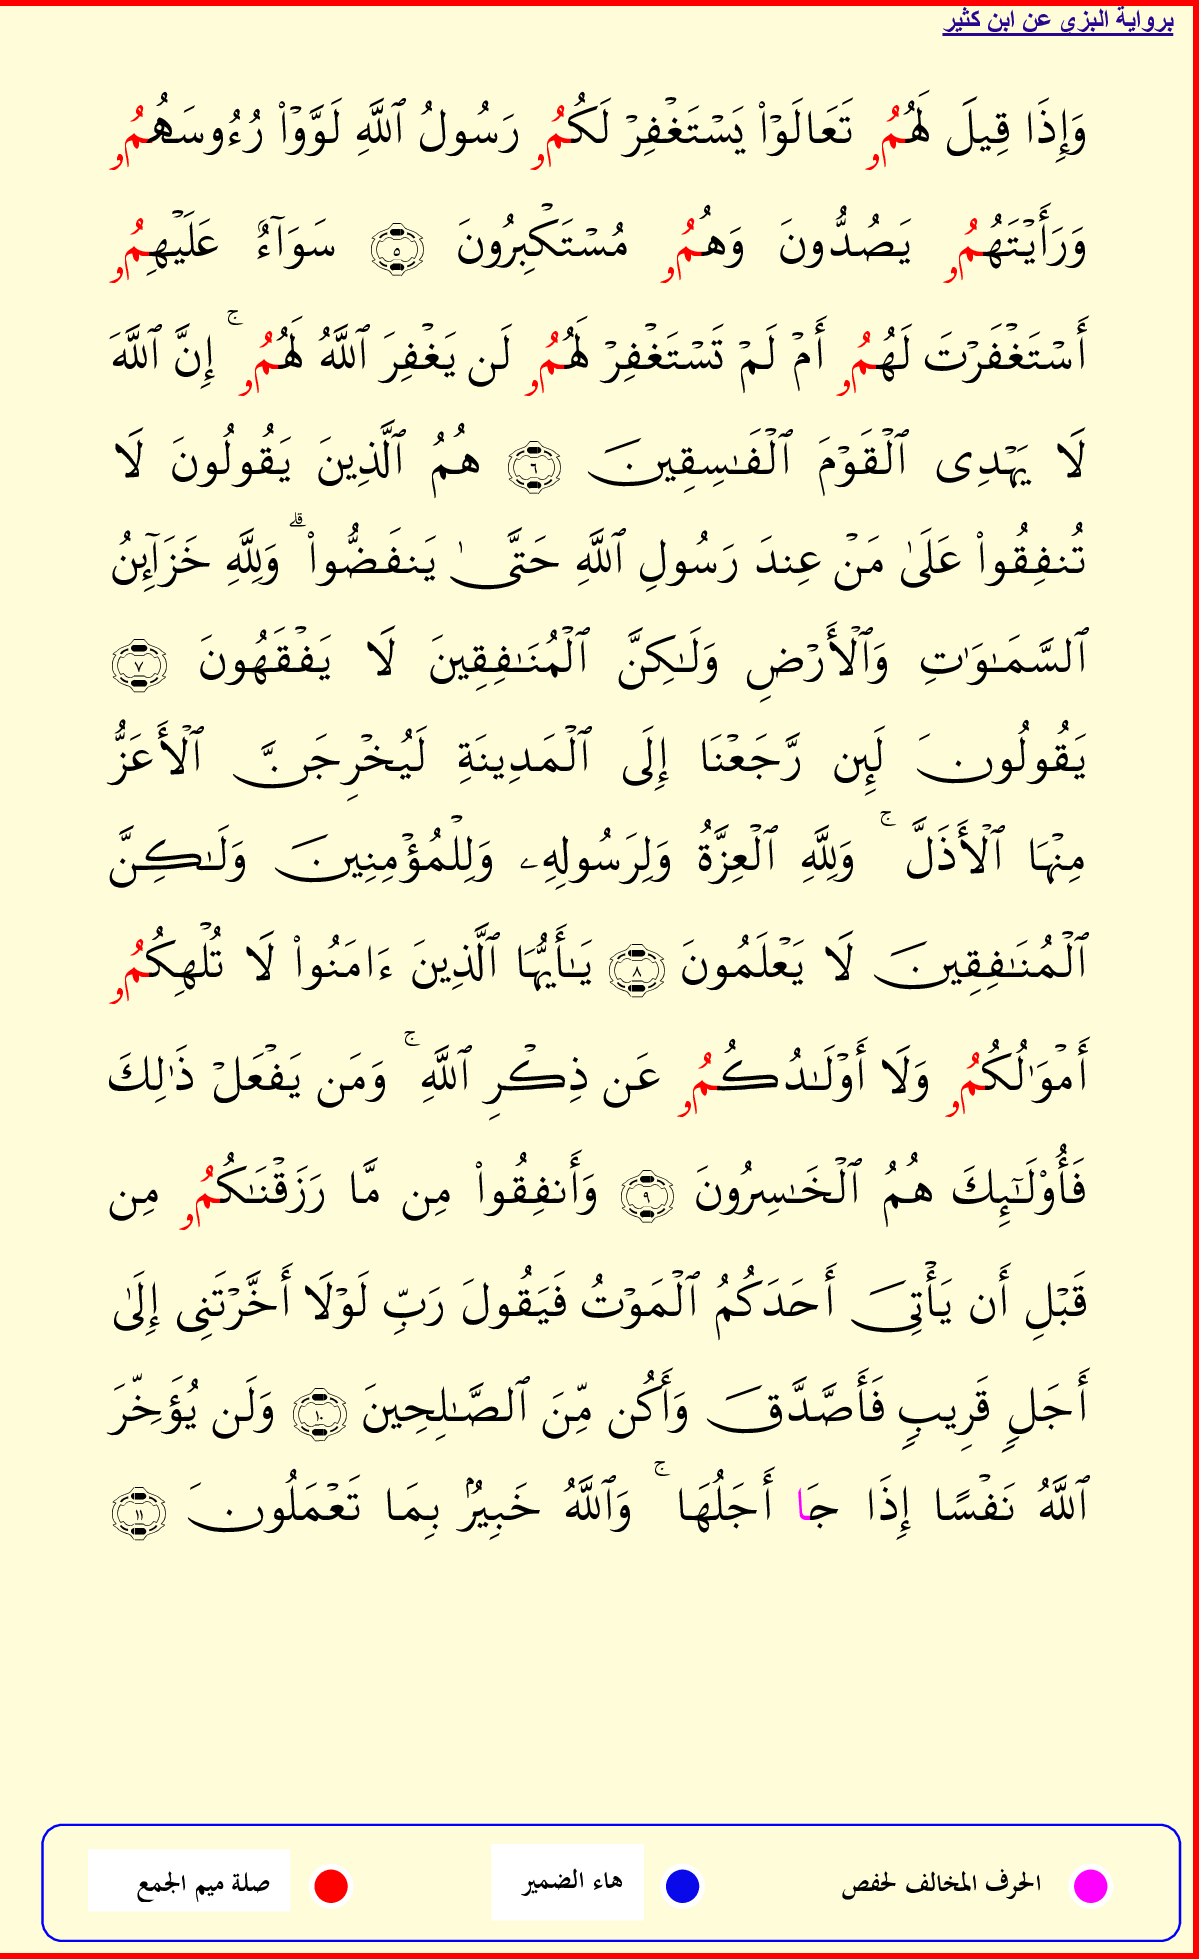 برواية البزي عن ابن كثير
وَإِذَا قِيلَ لَهُمُۥ تَعَالَوۡاْ يَسۡتَغۡفِرۡ لَكُمُۥ رَسُولُ ٱللَّهِ لَوَّوۡاْ رُءُوسَهُمُۥ
وَرَأَيۡتَهُمُۥ يَصُدُّونَ وَهُمُۥ مُسۡتَكۡبِرُونَ ٥ سَوَآءٌ عَلَيۡهِمُۥ
أَسۡتَغۡفَرۡتَ لَهُمُۥ أَمۡ لَمۡ تَسۡتَغۡفِرۡ لَهُمُۥ لَن يَغۡفِرَ ٱللَّهُ لَهُمُۥۚ إِنَّ ٱللَّهَ
لَا يَهۡدِى ٱلۡقَوۡمَ ٱلۡفَٰسِقِينَ ٦ هُمُ ٱلَّذِينَ يَقُولُونَ لَا
تُنفِقُواْ عَلَىٰ مَنۡ عِندَ رَسُولِ ٱللَّهِ حَتَّىٰ يَنفَضُّواْۗ وَلِلَّهِ خَزَآئِنُ
ٱلسَّمَٰوَٰتِ وَٱلۡأَرۡضِ وَلَٰكِنَّ ٱلۡمُنَٰفِقِينَ لَا يَفۡقَهُونَ ٧
يَقُولُونَ لَئِن رَّجَعۡنَا إِلَى ٱلۡمَدِينَةِ لَيُخۡرِجَنَّ ٱلۡأَعَزُّ
مِنۡهَا ٱلۡأَذَلَّۚ وَلِلَّهِ ٱلۡعِزَّةُ وَلِرَسُولِهِۦ وَلِلۡمُؤۡمِنِينَ وَلَٰكِنَّ
ٱلۡمُنَٰفِقِينَ لَا يَعۡلَمُونَ ٨ يَٰأَيُّهَا ٱلَّذِينَ ءَامَنُواْ لَا تُلۡهِكُمُۥ
أَمۡوَٰلُكُمُۥ وَلَا أَوۡلَٰدُكُمُۥ عَن ذِكۡرِ ٱللَّهِۚ وَمَن يَفۡعَلۡ ذَٰلِكَ
فَأُوْلَٰٓئِكَ هُمُ ٱلۡخَٰسِرُونَ ٩ وَأَنفِقُواْ مِن مَّا رَزَقۡنَٰكُمُۥ مِن
قَبۡلِ أَن يَأۡتِىَ أَحَدَكُمُ ٱلۡمَوۡتُ فَيَقُولَ رَبِّ لَوۡلَا أَخَّرۡتَنِى إِلَىٰ
أَجَلٍ قَرِيبٍ فَأَصَّدَّقَ وَأَكُن مِّنَ ٱلصَّٰلِحِينَ ١٠ وَلَن يُؤَخِّرَ
ٱللَّهُ نَفۡسًا إِذَا جَا أَجَلُهَاۚ وَٱللَّهُ خَبِيرُۢ بِمَا تَعۡمَلُونَ ١١
الحرف المخالف لحفص هاء الضمير صلة ميم الجمع